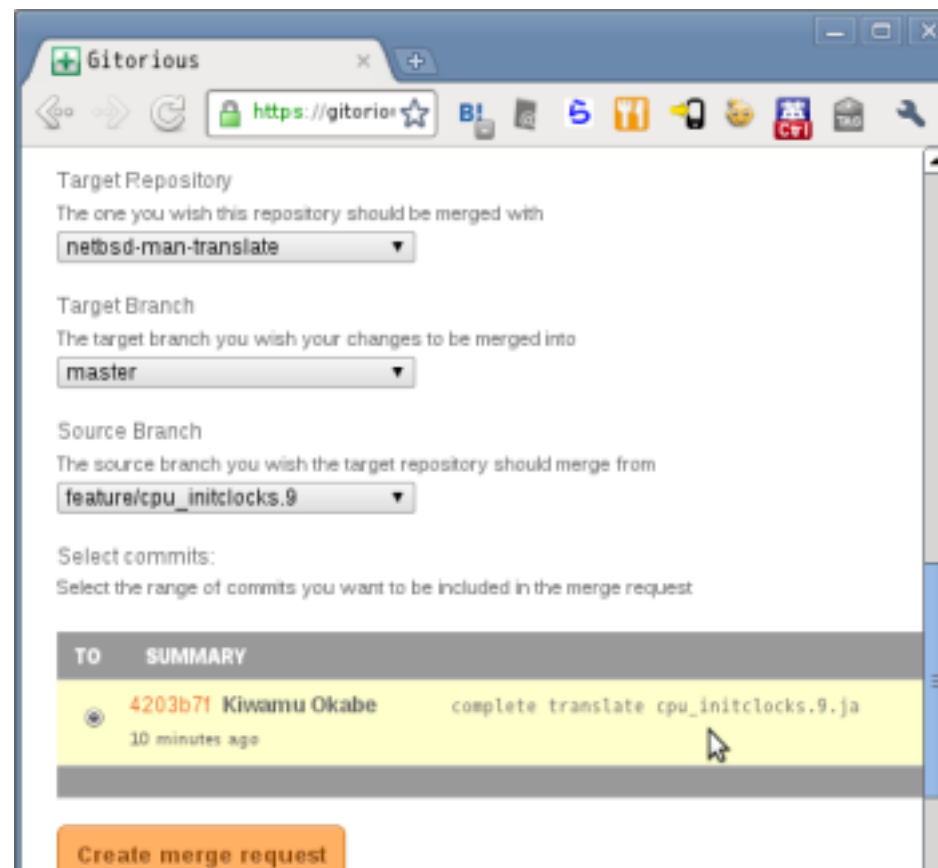 Gitorious
https://gitorio
B!
S
Ctrl
TAG
Target Repository
The one you wish this repository should be merged with
netbsd-man-translate
Target Branch
The target branch you wish your changes to be merged into
master
Source Branch
The source branch you wish the target repository should merge from
feature/cpu_initclocks.9
Select commits:
Select the range of commits you want to be included in the merge request
TO SUMMARY
4203b7f Kiwamu Okabe complete translate cpu_initclocks.9.ja
10 minutes ago
Create merge request